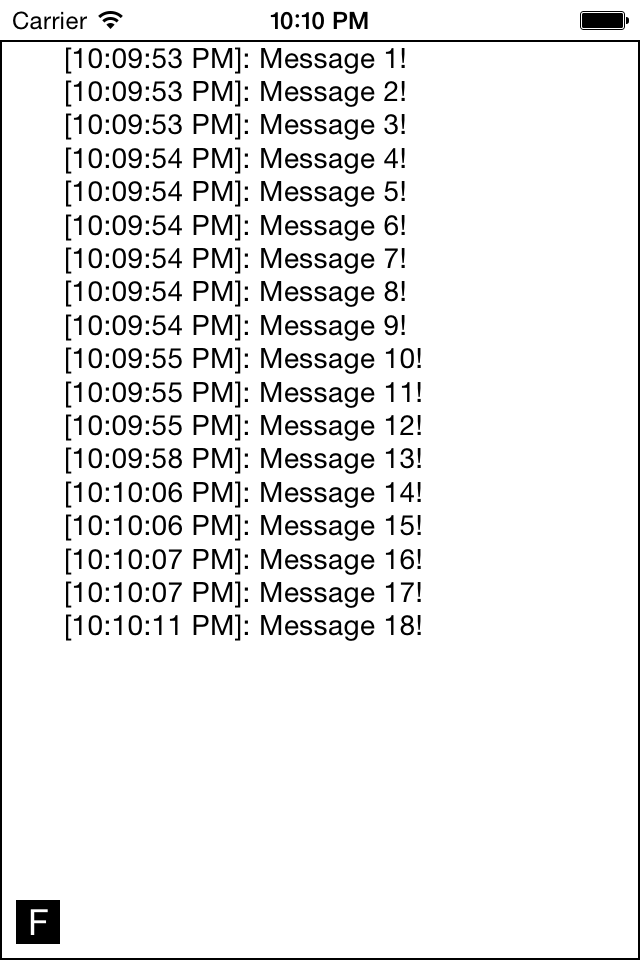 Carrier 10:10 PM
[10:09:53 PM]: Message 1!
[10:09:53 PM]: Message 2!
[10:09:53 PM]: Message 3!
[10:09:54 PM]: Message 4!
[10:09:54 PM]: Message 5!
[10:09:54 PM]: Message 6!
[10:09:54 PM]: Message 7!
[10:09:54 PM]: Message 8!
[10:09:54 PM]: Message 9!
[10:09:55 PM]: Message 10!
[10:09:55 PM]: Message 11!
[10:09:55 PM]: Message 12!
[10:09:58 PM]: Message 13!
[10:10:06 PM]: Message 14!
[10:10:06 PM]: Message 15!
[10:10:07 PM]: Message 16!
[10:10:07 PM]: Message 17!
[10:10:11 PM]: Message 18!
F